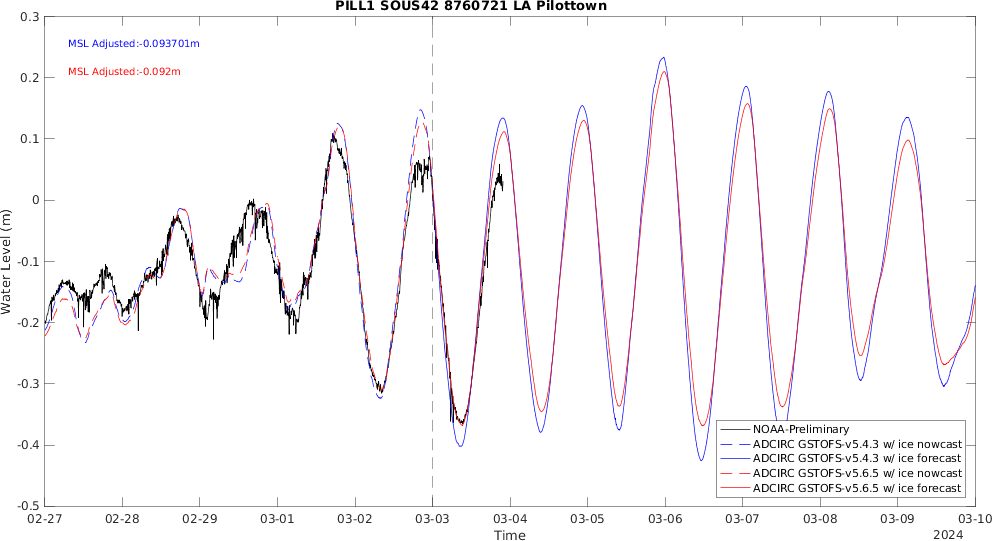 PILL1 SOUS42 8760721 LA Pilottown
MSL Adjusted:-0.093701m
MSL Adjusted:-0.092m
0.3
0.2
0.1
0
-0.1
-0.2
-0.3
-0.4
-0.5
Water Level (m)
NOAA-Preliminary
ADCIRC GSTOFS-v5.4.3 w/ ice nowcast
ADCIRC GSTOFS-v5.4.3 w/ ice forecast
ADCIRC GSTOFS-v5.6.5 w/ ice nowcast
ADCIRC GSTOFS-v5.6.5 w/ ice forecast
02-27 02-28 02-29 03-01 03-02 03-03 03-04 03-05 03-06 03-07 03-08 03-09 03-10
Time
2024